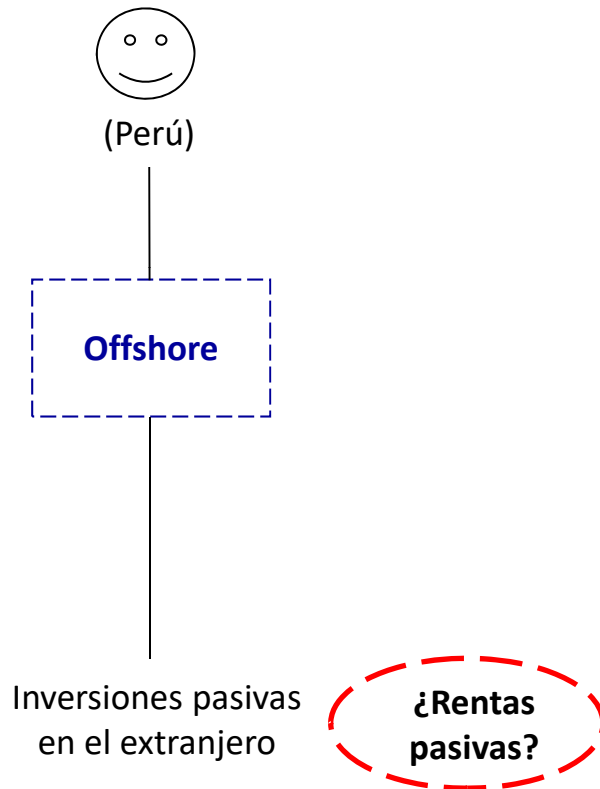 (Perú)
Offshore
Inversiones pasivas
en el extranjero
¿Rentas
pasivas?